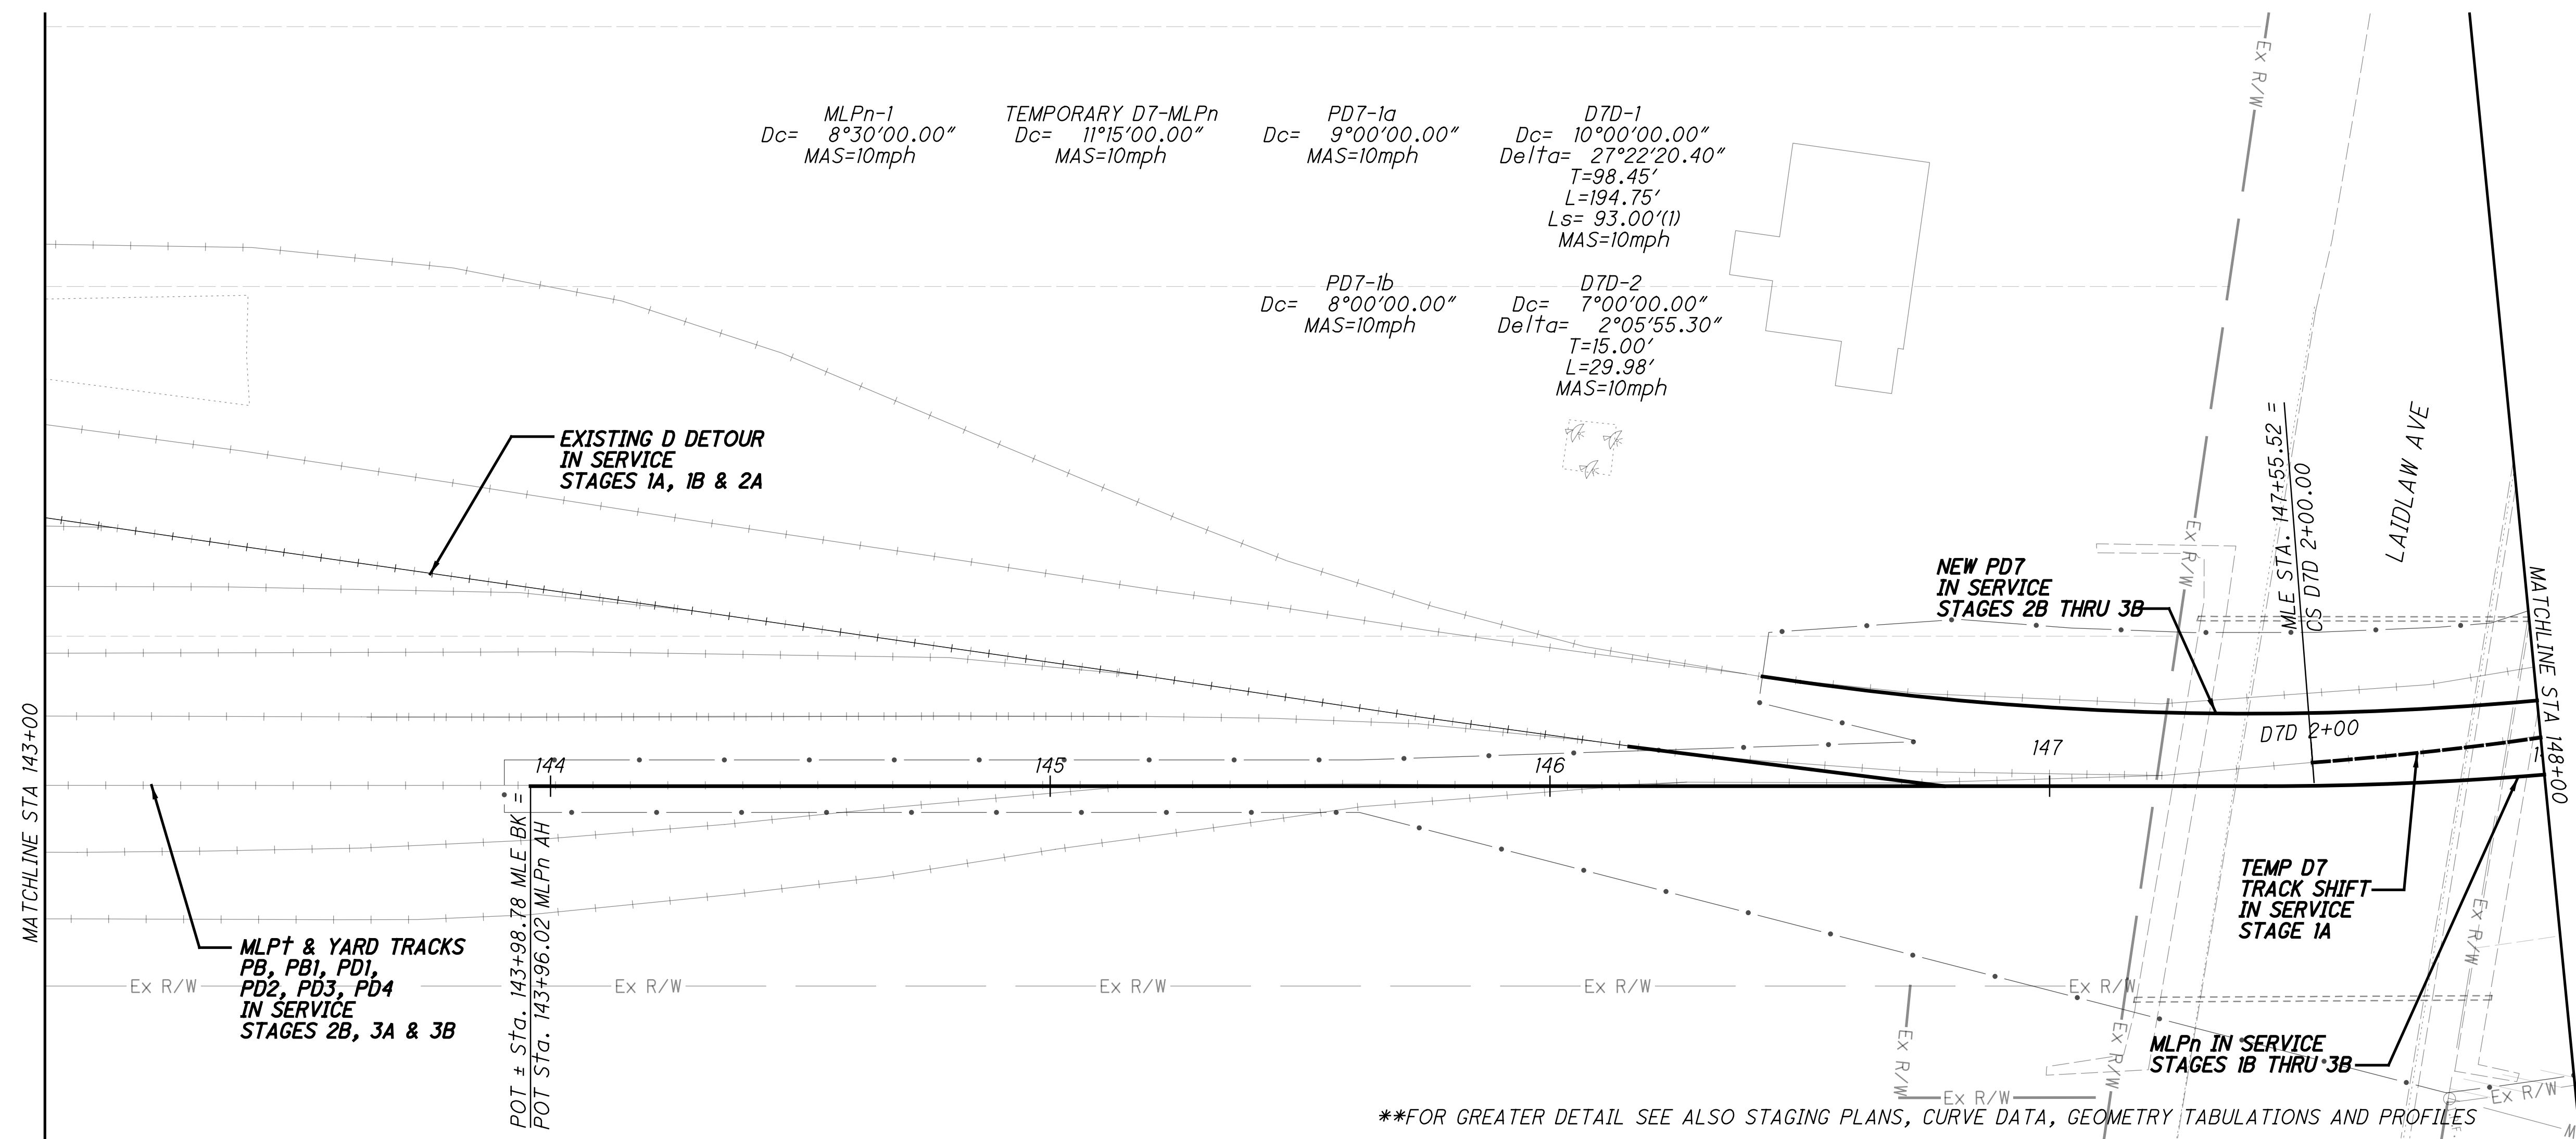 MLPn-1
Dc= 8°30'00.00"
MAS=10mph
TEMPORARY D7-MLPn
Dc= 11°15'00.00"
MAS=10mph
PD7-1a
Dc= 9°00'00.00"
MAS=10mph
D7D-1
Dc= 10°00'00.00"
Delta= 27°22'20.40"
T=98.45'
L=194.75'
Ls= 93.00'(1)
MAS=10mph
PD7-1b
Dc= 8°00'00.00"
MAS=10mph
D7D-2
Dc= 7°00'00.00"
Delta= 2°05'55.30"
T=15.00'
L=29.98'
MAS=10mph
Ex R/W
EXISTING D DETOUR
IN SERVICE
STAGES 1A, 1B & 2A
MLE STA. 147+55.52 =
CS D7D 2+00.00
LAIDLAW AVE
NEW PD7
IN SERVICE
STAGES 2B THRU 3B
Ex R/W
MATCHLINE STA 148+00
MATCHLINE STA 143+00
D7D 2+00
144
145
146
147
POT ± Sta. 143+98.78 MLE BK =
POT Sta. 143+96.02 MLPn AH
TEMP D7
TRACK SHIFT
IN SERVICE
STAGE 1A
Ex R/W
MLP† & YARD TRACKS
PB, PB1, PD1,
PD2, PD3, PD4
IN SERVICE
STAGES 2B, 3A & 3B
Ex R/W
Ex R/W
Ex R/W
Ex R/W
Ex R/W
Ex R/W
Ex R/W
MLPn IN SERVICE
STAGES 1B THRU 3B
Ex R/W
Ex R/W
**FOR GREATER DETAIL SEE ALSO STAGING PLANS, CURVE DATA, GEOMETRY TABULATIONS AND PROFILES